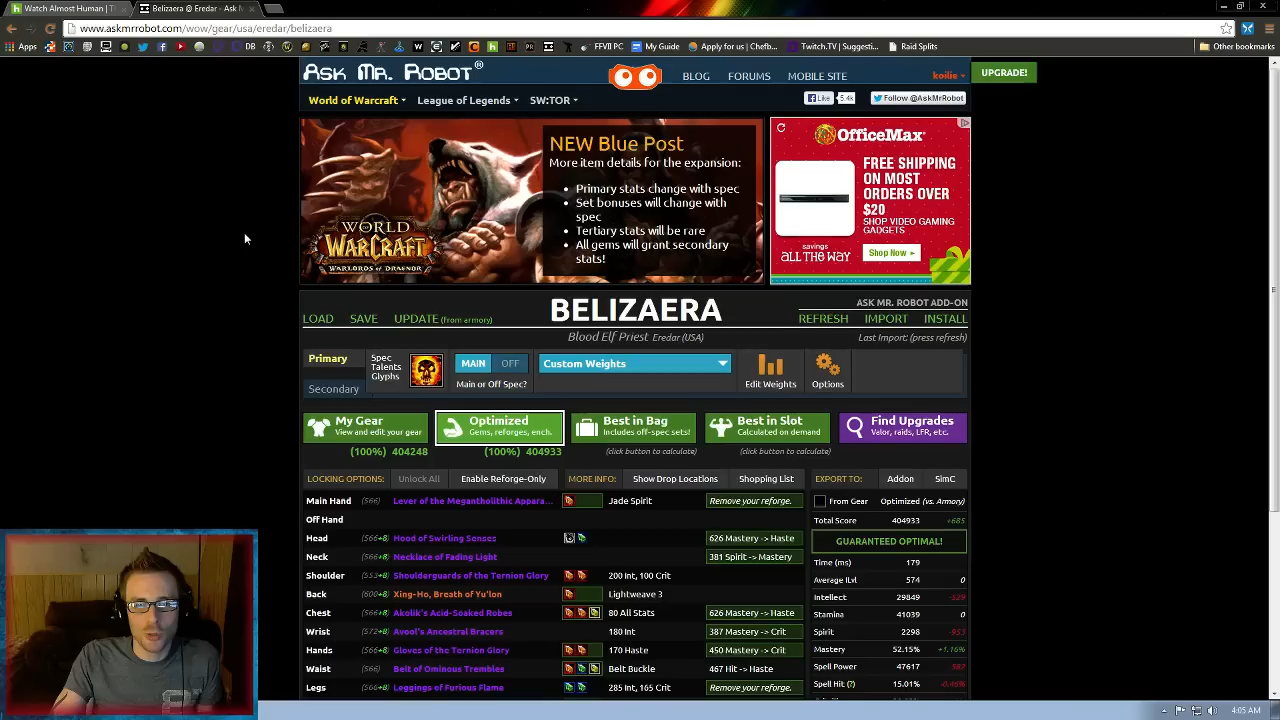 Watch Almost Human | T
Belizaera @ Eredar - Ask M
www.askmrrobot.com/wow/gear/usa/eredar/belizaera
Apps
DB
FFVII PC
My Guide
Apply for us | Chefb...
Twitch.TV | Suggesti...
Raid Splits
Other bookmarks
ASK MR. ROBOT®
BLOG
FORUMS
MOBILE SITE
koilie
UPGRADE!
World of Warcraft
League of Legends
SW:TOR
Like
5.4k
Follow @AskMrRobot
NEW Blue Post
More item details for the expansion:
• Primary stats change with spec
• Set bonuses will change with
spec
• Tertiary stats will be rare
• All gems will grant secondary
stats!
WORLD
OF
WARCRAFT
WARLORDS OF DRAENOR
OfficeMax®
FREE SHIPPING
ON MOST
ORDERS OVER
$20
SHOP VIDEO GAMING
GADGETS
savings
ALL THE WAY
Shop Now ▸
LOAD
SAVE
UPDATE (from armory)
BELIZAERA
Blood Elf Priest Eredar (USA)
ASK MR. ROBOT ADD-ON
REFRESH
IMPORT
INSTALL
Last Import: (press refresh)
Primary
Secondary
Spec
Talents
Glyphs
MAIN
OFF
Main or Off Spec?
Custom Weights
Edit Weights
Options
My Gear
View and edit your gear
(100%) 404248
Optimized
Gems, reforges, ench.
(100%) 404933
Best in Bag
Includes off-spec sets!
(click button to calculate)
Best in Slot
Calculated on demand
(click button to calculate)
Find Upgrades
Valor, raids, LFR, etc.
LOCKING OPTIONS:
Unlock All
Enable Reforge-Only
MORE INFO:
Show Drop Locations
Shopping List
EXPORT TO:
Addon
SimC
Main Hand (566) Lever of the Megantholithic Appara... Jade Spirit Remove your reforge.
Off Hand
Head (566+8) Hood of Swirling Senses 626 Mastery -> Haste
Neck (566+8) Necklace of Fading Light 381 Spirit -> Mastery
Shoulder (553+8) Shoulderguards of the Ternion Glory 200 Int, 100 Crit
Back (600+8) Xing-Ho, Breath of Yu'lon Lightweave 3
Chest (566+8) Akolik's Acid-Soaked Robes 80 All Stats 626 Mastery -> Haste
Wrist (572+8) Avool's Ancestral Bracers 180 Int 387 Mastery -> Crit
Hands (566+8) Gloves of the Ternion Glory 170 Haste 450 Mastery -> Crit
Waist (566) Belt of Ominous Trembles Belt Buckle 467 Hit -> Haste
Legs (566+8) Leggings of Furious Flame 285 Int, 165 Crit Remove your reforge.
From Gear
Optimized (vs. Armory)
Total Score 404933 +685
GUARANTEED OPTIMAL!
Time (ms) 179
Average iLvl 574 0
Intellect 29849 -529
Stamina 41039 0
Spirit 2298 -953
Mastery 52.15% +1.16%
Spell Power 47617 -582
Spell Hit (?) 15.01% -0.46%
4:05 AM